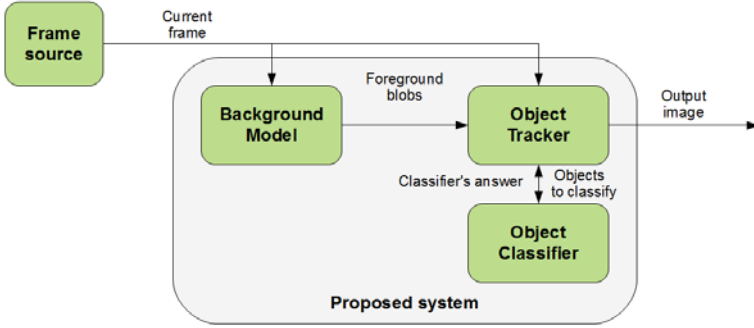 Frame
source
Current
frame
Background
Model
Foreground
blobs
Object
Tracker
Output
image
Classifier's answer
Objects
to classify
Object
Classifier
Proposed system